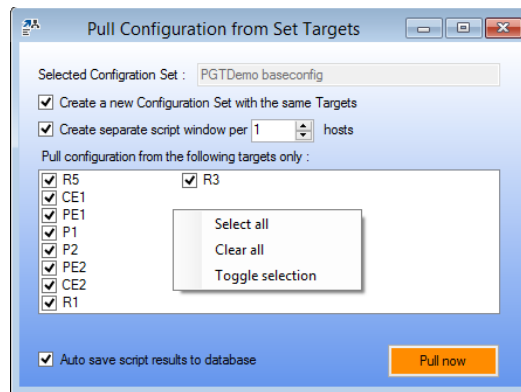 Pull Configuration from Set Targets
Selected Configration Set : PGTDemo baseconfig
Create a new Configuration Set with the same Targets
Create separate script window per 1 hosts
Pull configuration from the following targets only :
R5 R3
CE1
PE1
P1
P2
PE2
CE2
R1
Select all
Clear all
Toggle selection
Auto save script results to database
Pull now